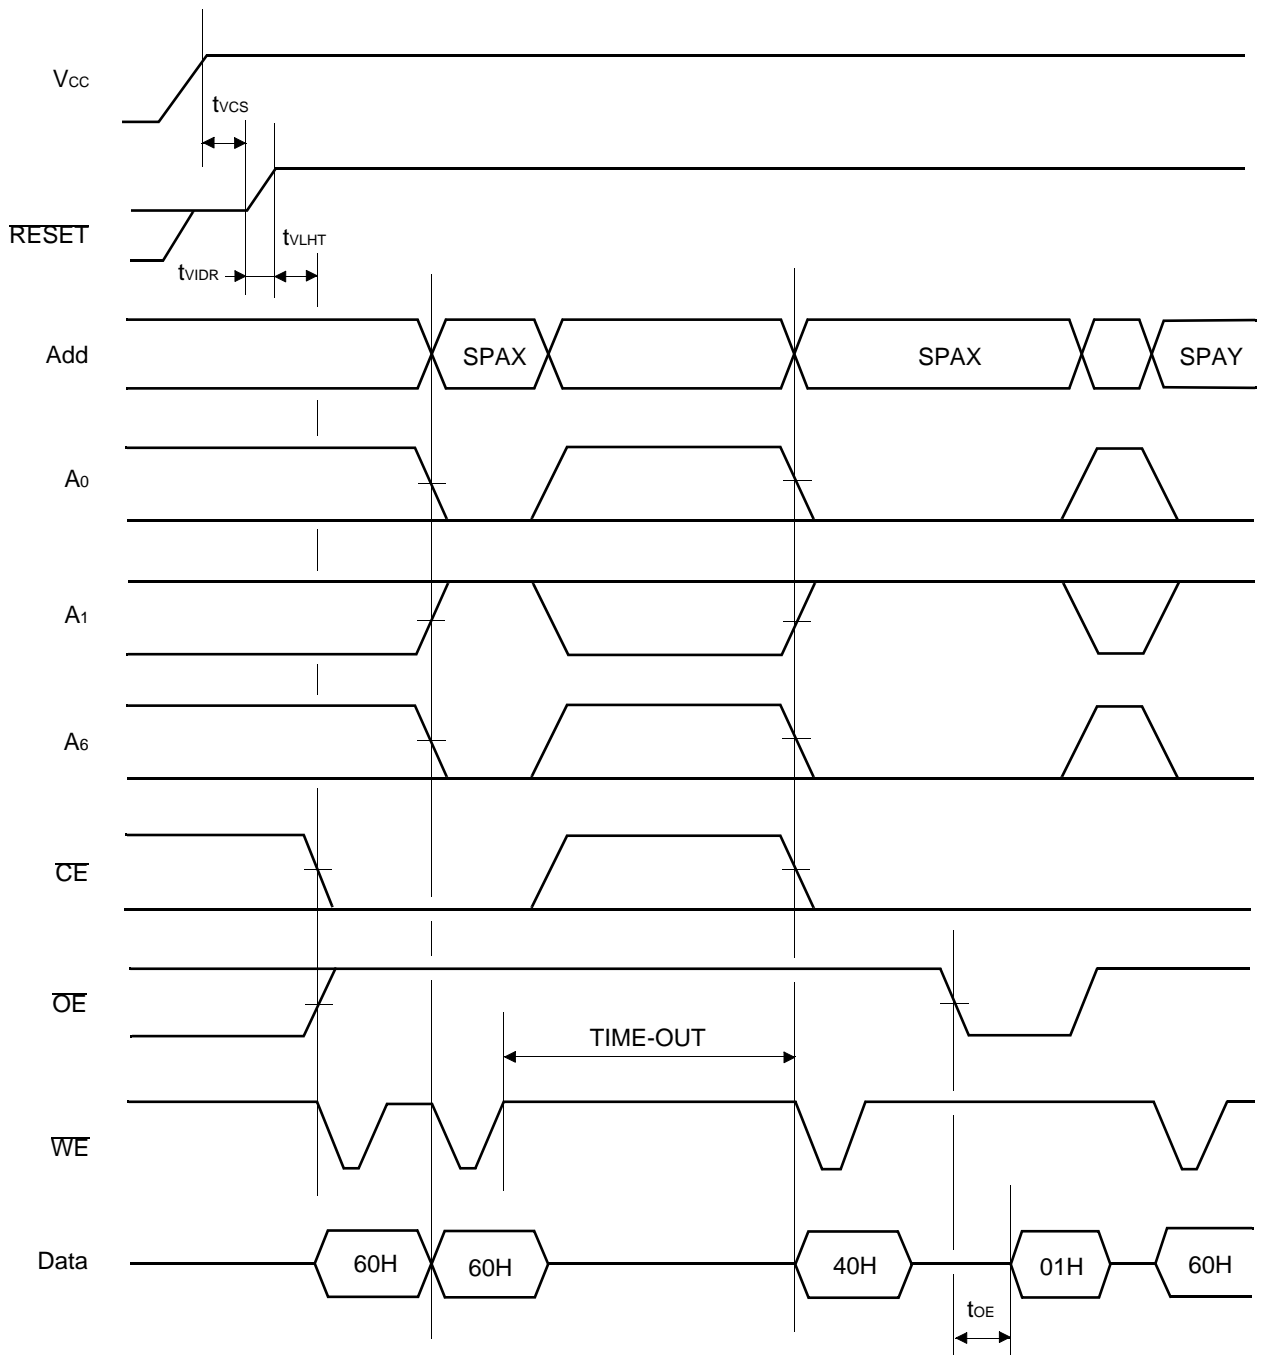 VCC
tVCS
RESET
tVLHT
tVIDR
Add
SPAX
SPAX
SPAY
A0
A1
A6
CE
OE
TIME-OUT
WE
Data
60H
60H
40H
01H
60H
tOE